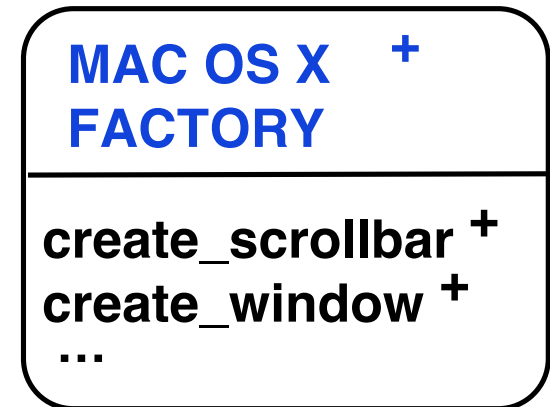 MAC OS X +
FACTORY
create_scrollbar +
create_window +
...